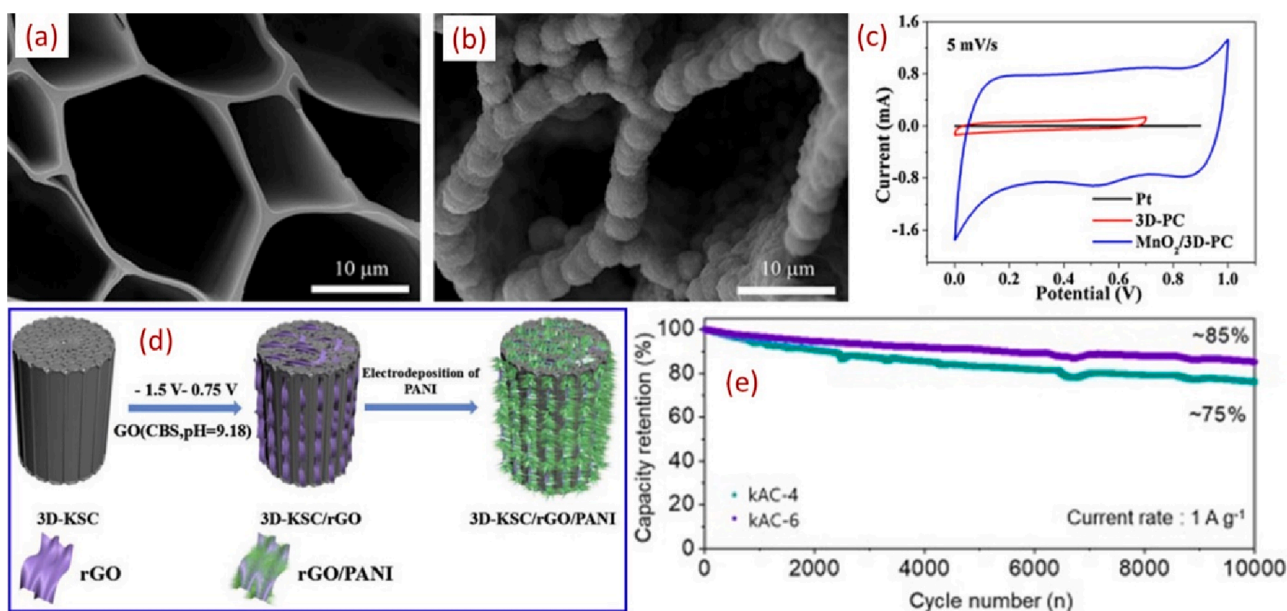 (a)
10 µm
(b)
10 µm
(c)
5 mV/s
1.6
0.8
0.0
-0.8
-1.6
Current (mA)
Pt
3D-PC
MnO₂/3D-PC
0.0 0.2 0.4 0.6 0.8 1.0
Potential (V)
(d)
- 1.5 V- 0.75 V
GO(CBS,pH=9.18)
Electrodeposition of
PANI
3D-KSC
3D-KSC/rGO
3D-KSC/rGO/PANI
rGO
rGO/PANI
(e)
100
80
60
40
20
0
Capacity retention (%)
~85%
~75%
kAC-4
kAC-6
Current rate : 1 A g⁻¹
0 2000 4000 6000 8000 10000
Cycle number (n)